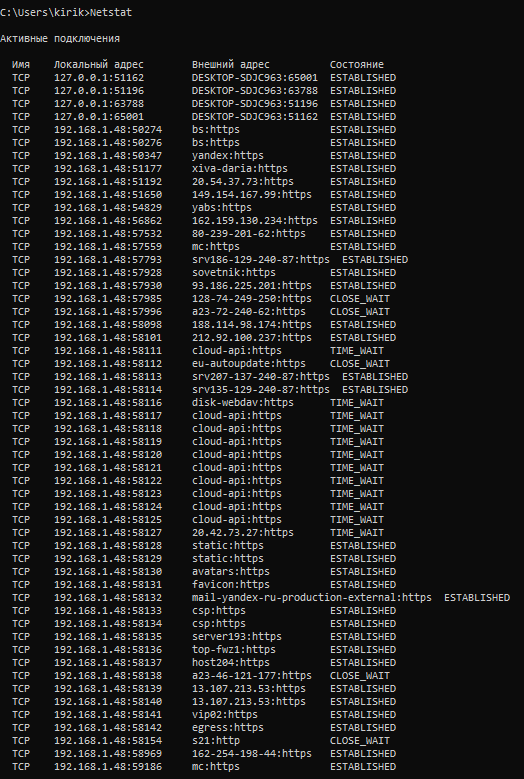 C:\Users\kirik>Netstat
Активные подключения
Имя Локальный адрес Внешний адрес Состояние
TCP 127.0.0.1:51162 DESKTOP-SDJC963:65001 ESTABLISHED
TCP 127.0.0.1:51196 DESKTOP-SDJC963:63788 ESTABLISHED
TCP 127.0.0.1:63788 DESKTOP-SDJC963:51196 ESTABLISHED
TCP 127.0.0.1:65001 DESKTOP-SDJC963:51162 ESTABLISHED
TCP 192.168.1.48:50274 bs:https ESTABLISHED
TCP 192.168.1.48:50276 bs:https ESTABLISHED
TCP 192.168.1.48:50347 yandex:https ESTABLISHED
TCP 192.168.1.48:51177 xiva-daria:https ESTABLISHED
TCP 192.168.1.48:51192 20.54.37.73:https ESTABLISHED
TCP 192.168.1.48:51650 149.154.167.99:https ESTABLISHED
TCP 192.168.1.48:54829 yabs:https ESTABLISHED
TCP 192.168.1.48:56862 162.159.130.234:https ESTABLISHED
TCP 192.168.1.48:57532 80-239-201-62:https ESTABLISHED
TCP 192.168.1.48:57559 mc:https ESTABLISHED
TCP 192.168.1.48:57793 srv186-129-240-87:https ESTABLISHED
TCP 192.168.1.48:57928 sovetnik:https ESTABLISHED
TCP 192.168.1.48:57930 93.186.225.201:https ESTABLISHED
TCP 192.168.1.48:57985 128-74-249-250:https CLOSE_WAIT
TCP 192.168.1.48:57996 a23-72-240-62:https CLOSE_WAIT
TCP 192.168.1.48:58098 188.114.98.174:https ESTABLISHED
TCP 192.168.1.48:58101 212.92.100.237:https ESTABLISHED
TCP 192.168.1.48:58111 cloud-api:https TIME_WAIT
TCP 192.168.1.48:58112 eu-autoupdate:https CLOSE_WAIT
TCP 192.168.1.48:58113 srv207-137-240-87:https ESTABLISHED
TCP 192.168.1.48:58114 srv135-129-240-87:https ESTABLISHED
TCP 192.168.1.48:58116 disk-webdav:https TIME_WAIT
TCP 192.168.1.48:58117 cloud-api:https TIME_WAIT
TCP 192.168.1.48:58118 cloud-api:https TIME_WAIT
TCP 192.168.1.48:58119 cloud-api:https TIME_WAIT
TCP 192.168.1.48:58120 cloud-api:https TIME_WAIT
TCP 192.168.1.48:58121 cloud-api:https TIME_WAIT
TCP 192.168.1.48:58122 cloud-api:https TIME_WAIT
TCP 192.168.1.48:58123 cloud-api:https TIME_WAIT
TCP 192.168.1.48:58124 cloud-api:https TIME_WAIT
TCP 192.168.1.48:58125 cloud-api:https TIME_WAIT
TCP 192.168.1.48:58127 20.42.73.27:https TIME_WAIT
TCP 192.168.1.48:58128 static:https ESTABLISHED
TCP 192.168.1.48:58129 static:https ESTABLISHED
TCP 192.168.1.48:58130 avatars:https ESTABLISHED
TCP 192.168.1.48:58131 favicon:https ESTABLISHED
TCP 192.168.1.48:58132 mail-yandex-ru-production-external:https ESTABLISHED
TCP 192.168.1.48:58133 csp:https ESTABLISHED
TCP 192.168.1.48:58134 csp:https ESTABLISHED
TCP 192.168.1.48:58135 server193:https ESTABLISHED
TCP 192.168.1.48:58136 top-fwz1:https ESTABLISHED
TCP 192.168.1.48:58137 host204:https ESTABLISHED
TCP 192.168.1.48:58138 a23-46-121-177:https CLOSE_WAIT
TCP 192.168.1.48:58139 13.107.213.53:https ESTABLISHED
TCP 192.168.1.48:58140 13.107.213.53:https ESTABLISHED
TCP 192.168.1.48:58141 vip02:https ESTABLISHED
TCP 192.168.1.48:58142 egress:https ESTABLISHED
TCP 192.168.1.48:58154 s21:http CLOSE_WAIT
TCP 192.168.1.48:58969 162-254-198-44:https ESTABLISHED
TCP 192.168.1.48:59186 mc:https ESTABLISHED